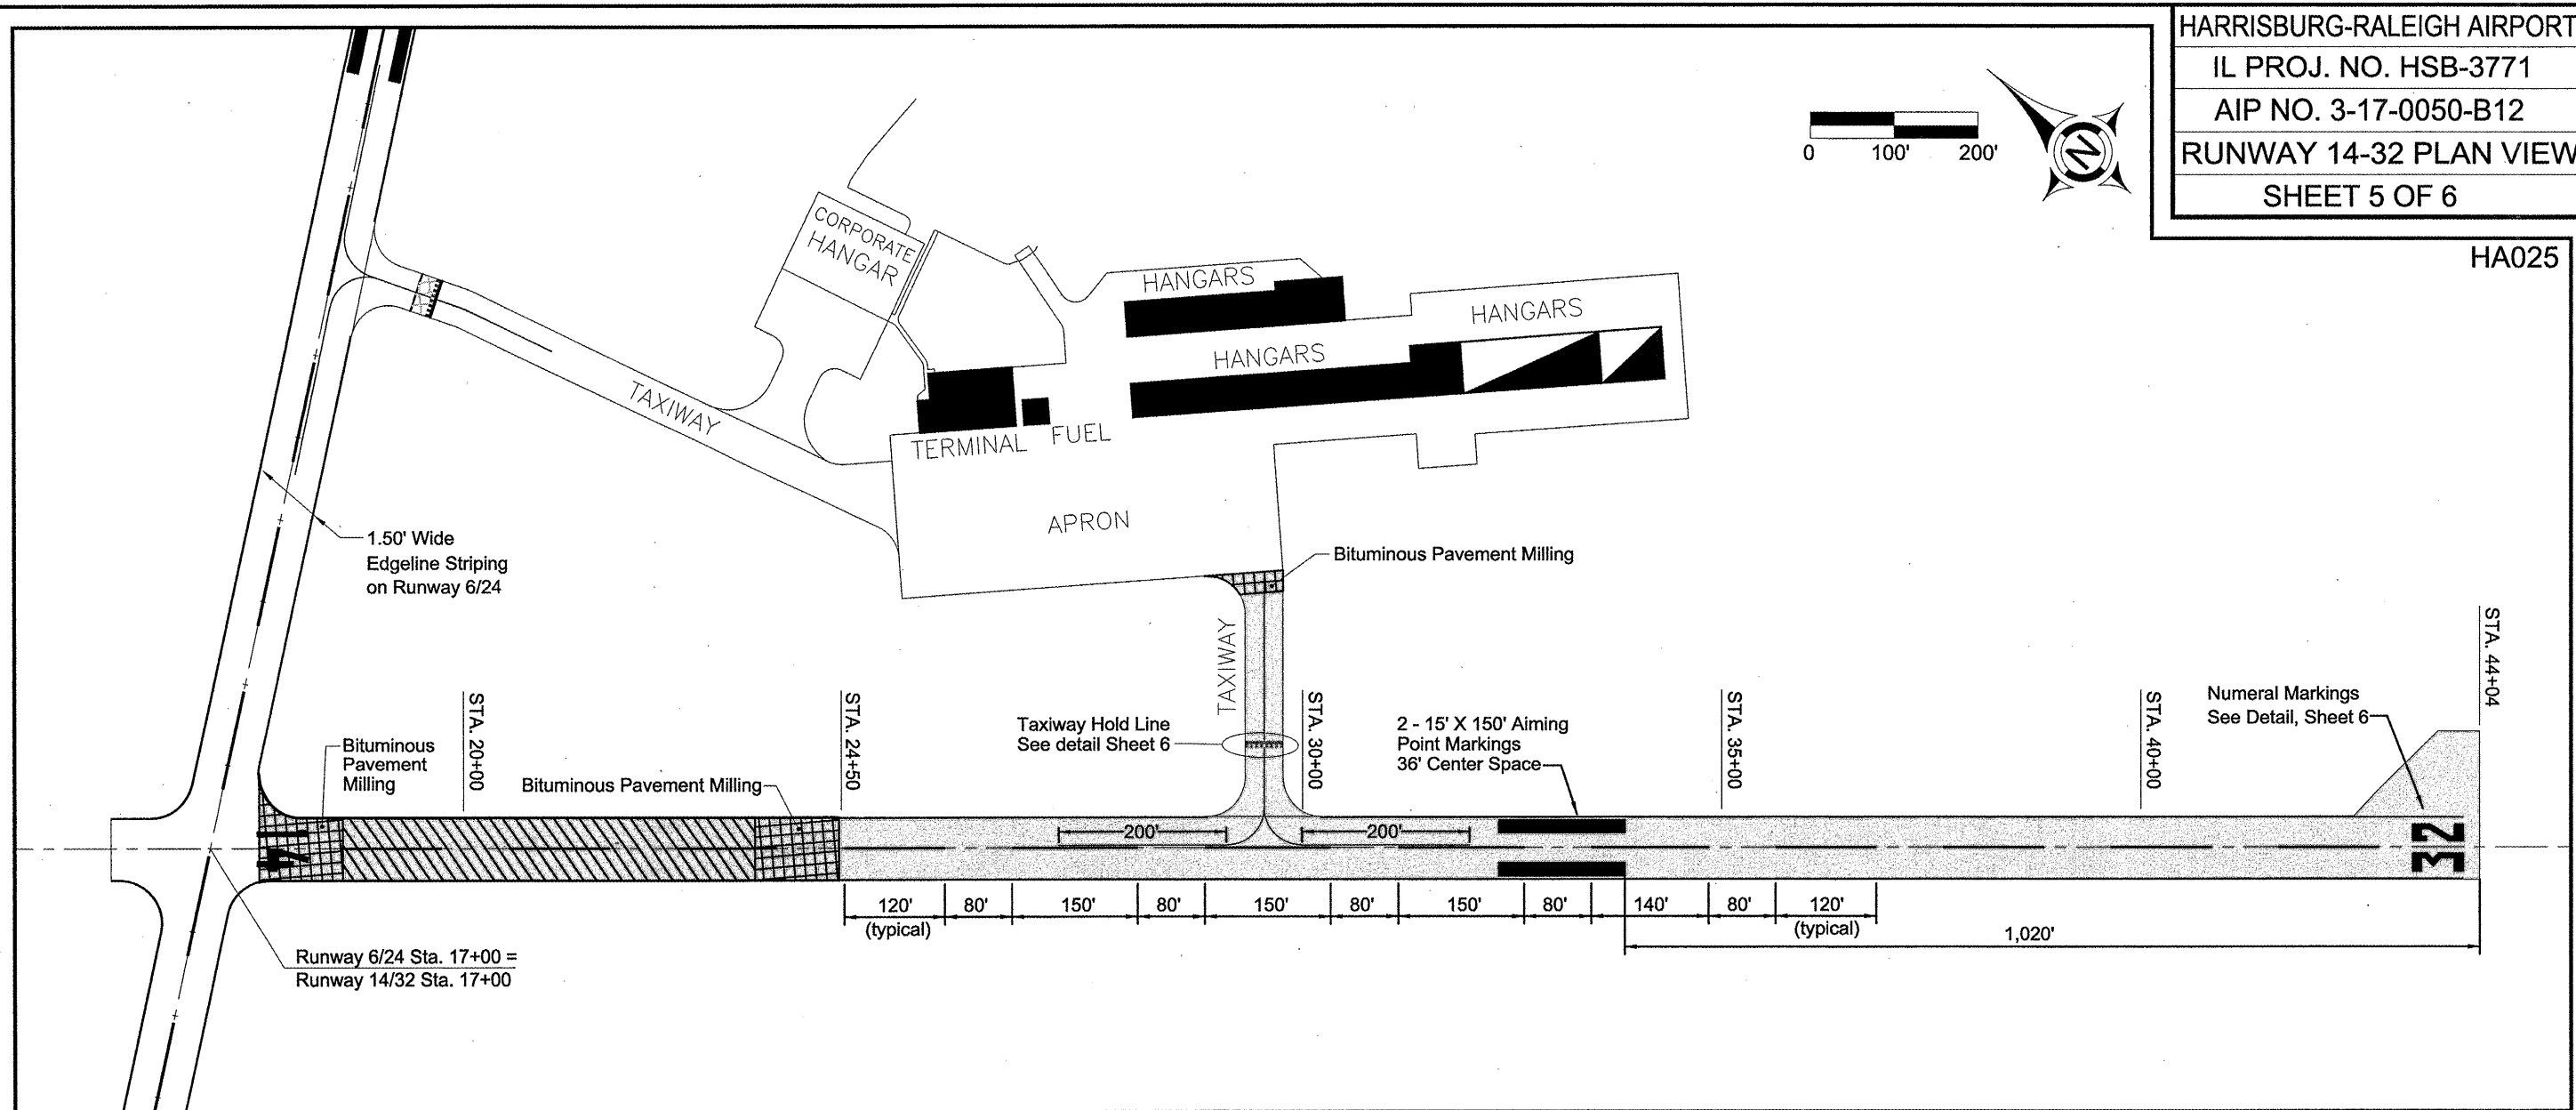 HARRISBURG-RALEIGH AIRPORT
IL PROJ. NO. HSB-3771
AIP NO. 3-17-0050-B12
RUNWAY 14-32 PLAN VIEW
SHEET 5 OF 6
HA025
0 100' 200'
N
CORPORATE
HANGAR
HANGARS
HANGARS
HANGARS
TAXIWAY
TERMINAL
FUEL
APRON
1.50' Wide
Edgeline Striping
on Runway 6/24
Bituminous Pavement Milling
TAXIWAY
STA. 20+00
STA. 24+50
STA. 30+00
STA. 35+00
STA. 40+00
STA. 44+04
Bituminous
Pavement
Milling
Bituminous Pavement Milling
Taxiway Hold Line
See detail Sheet 6
2 - 15' X 150' Aiming
Point Markings
36' Center Space
Numeral Markings
See Detail, Sheet 6
200'
200'
32
120'
(typical)
80'
150'
80'
150'
80'
150'
80'
140'
80'
120'
(typical)
1,020'
Runway 6/24 Sta. 17+00 =
Runway 14/32 Sta. 17+00